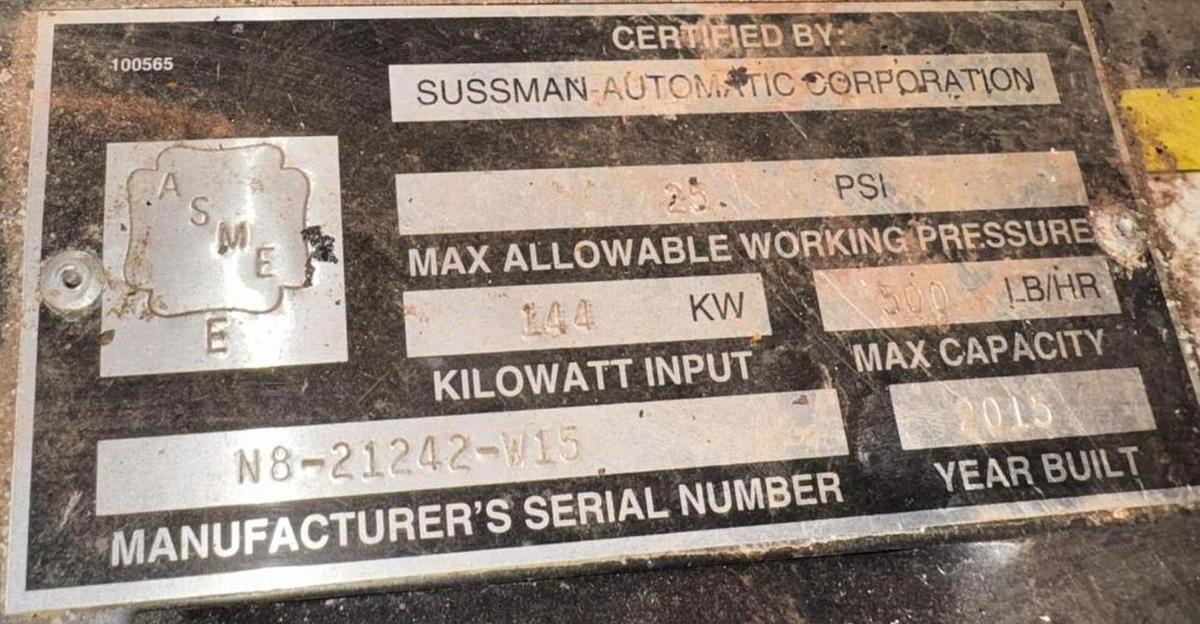 100565
CERTIFIED BY:
SUSSMAN-AUTOMATIC CORPORATION
A
S
M
E
E
25 PSI
MAX ALLOWABLE WORKING PRESSURE
144 KW
KILOWATT INPUT
500 LB/HR
MAX CAPACITY
N8-21242-W15
MANUFACTURER'S SERIAL NUMBER
2015
YEAR BUILT